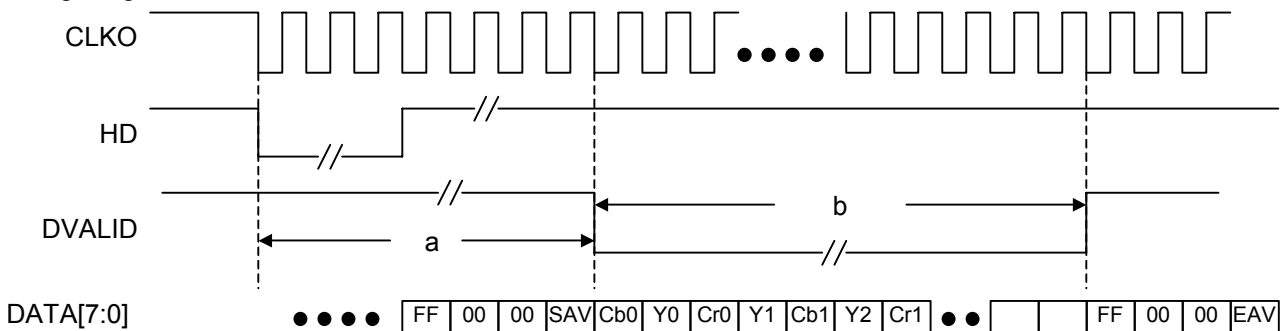 CLKO
HD
DVALID
b
a
DATA[7:0]
FF 00 00 SAV Cb0 Y0 Cr0 Y1 Cb1 Y2 Cr1 FF 00 00 EAV